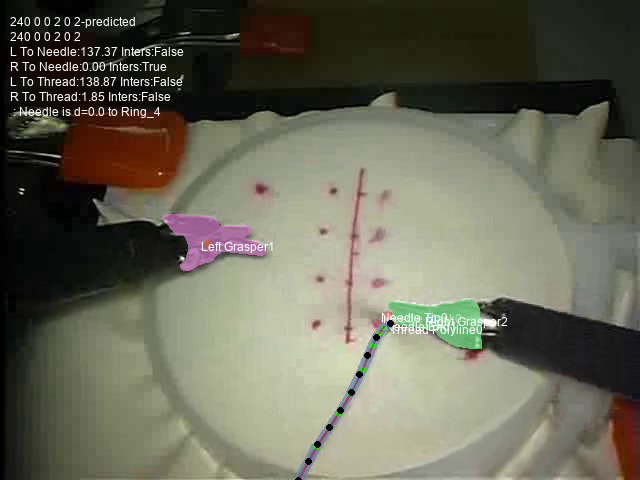 240 0 0 2 0 2-predicted
240 0 0 2 0 2
L To Needle:137.37 Inters:False
R To Needle:0.00 Inters:True
L To Thread:138.87 Inters:False
R To Thread:1.85 Inters:False
: Needle is d=0.0 to Ring_4
Left Grasper1
Needle Tip0
Right Grasper2
Thread Polyline0